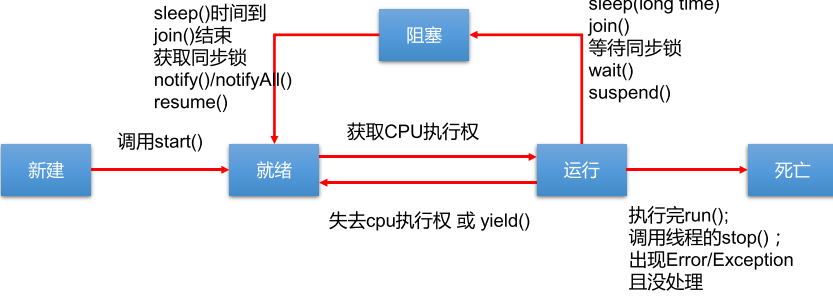 sleep()时间到
join()结束
获取同步锁
notify()/notifyAll()
resume()
阻塞
sleep(long time)
join()
等待同步锁
wait()
suspend()
调用start()
获取CPU执行权
新建
就绪
运行
死亡
失去cpu执行权 或 yield()
执行完run();
调用线程的stop()；
出现Error/Exception
且没处理